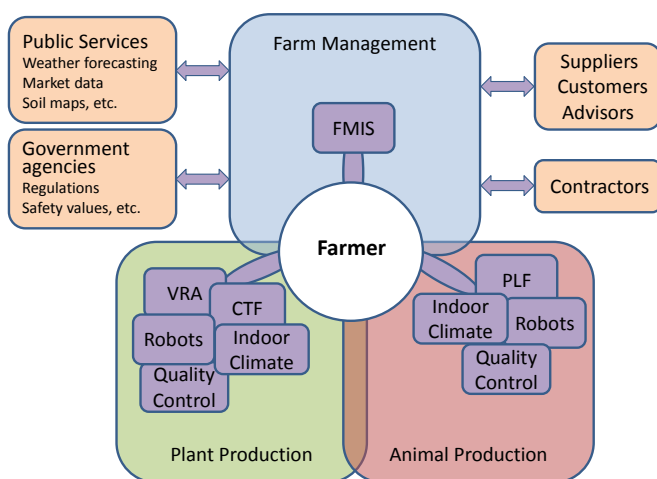 Public Services
Weather forecasting
Market data
Soil maps, etc.
Government
agencies
Regulations
Safety values, etc.
Farm Management
FMIS
Suppliers
Customers
Advisors
Contractors
Farmer
VRA
CTF
Robots
Indoor
Climate
Quality
Control
Plant Production
PLF
Indoor
Climate
Robots
Quality
Control
Animal Production